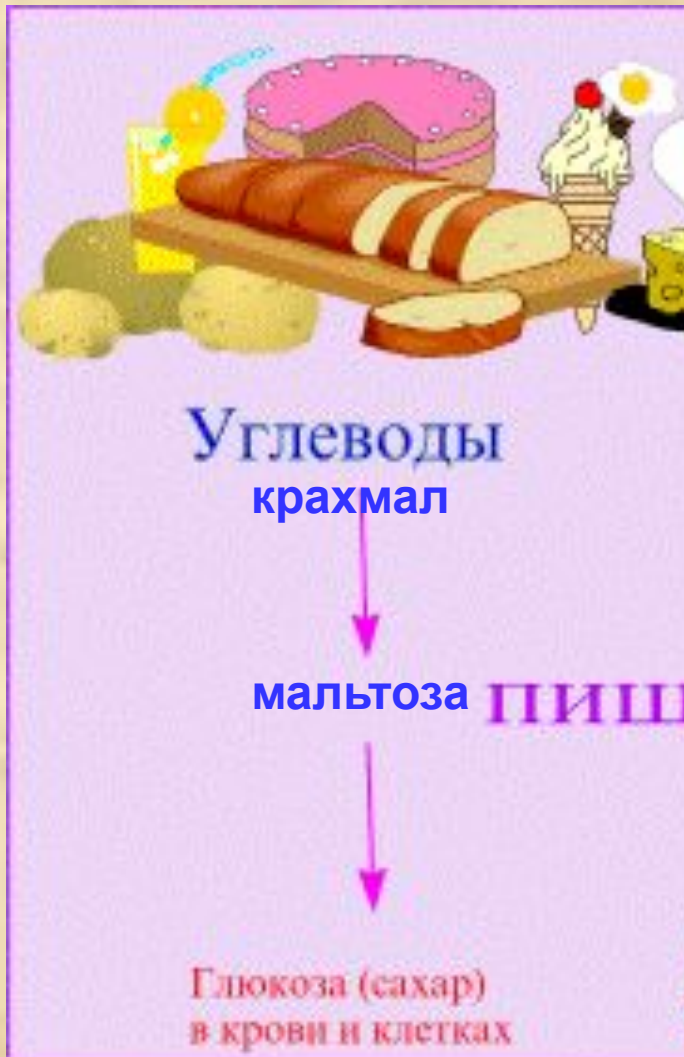 Углеводы
крахмал
мальтоза
Глюкоза (сахар)
в крови и клетках